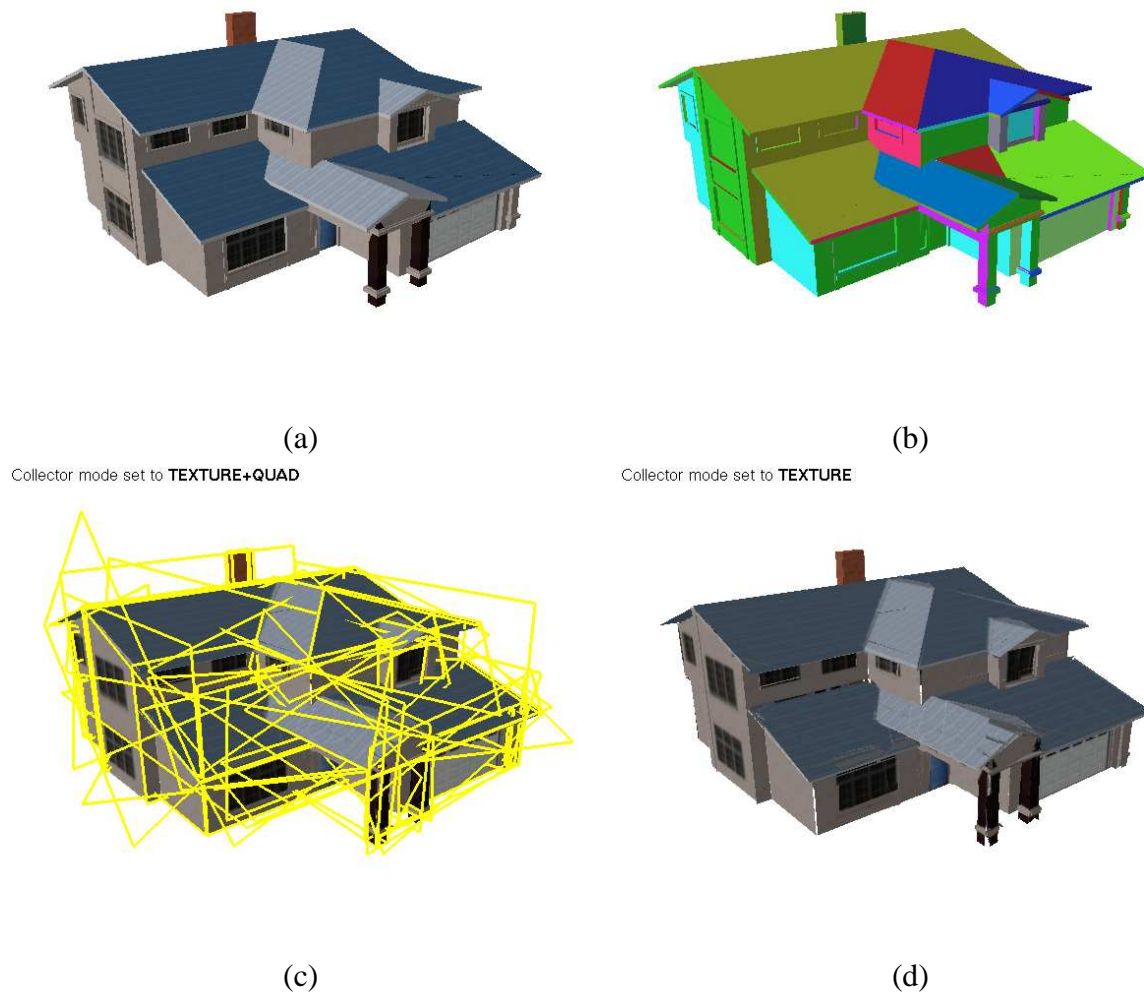 (a)
(b)
Collector mode set to TEXTURE+QUAD
Collector mode set to TEXTURE
(c)
(d)